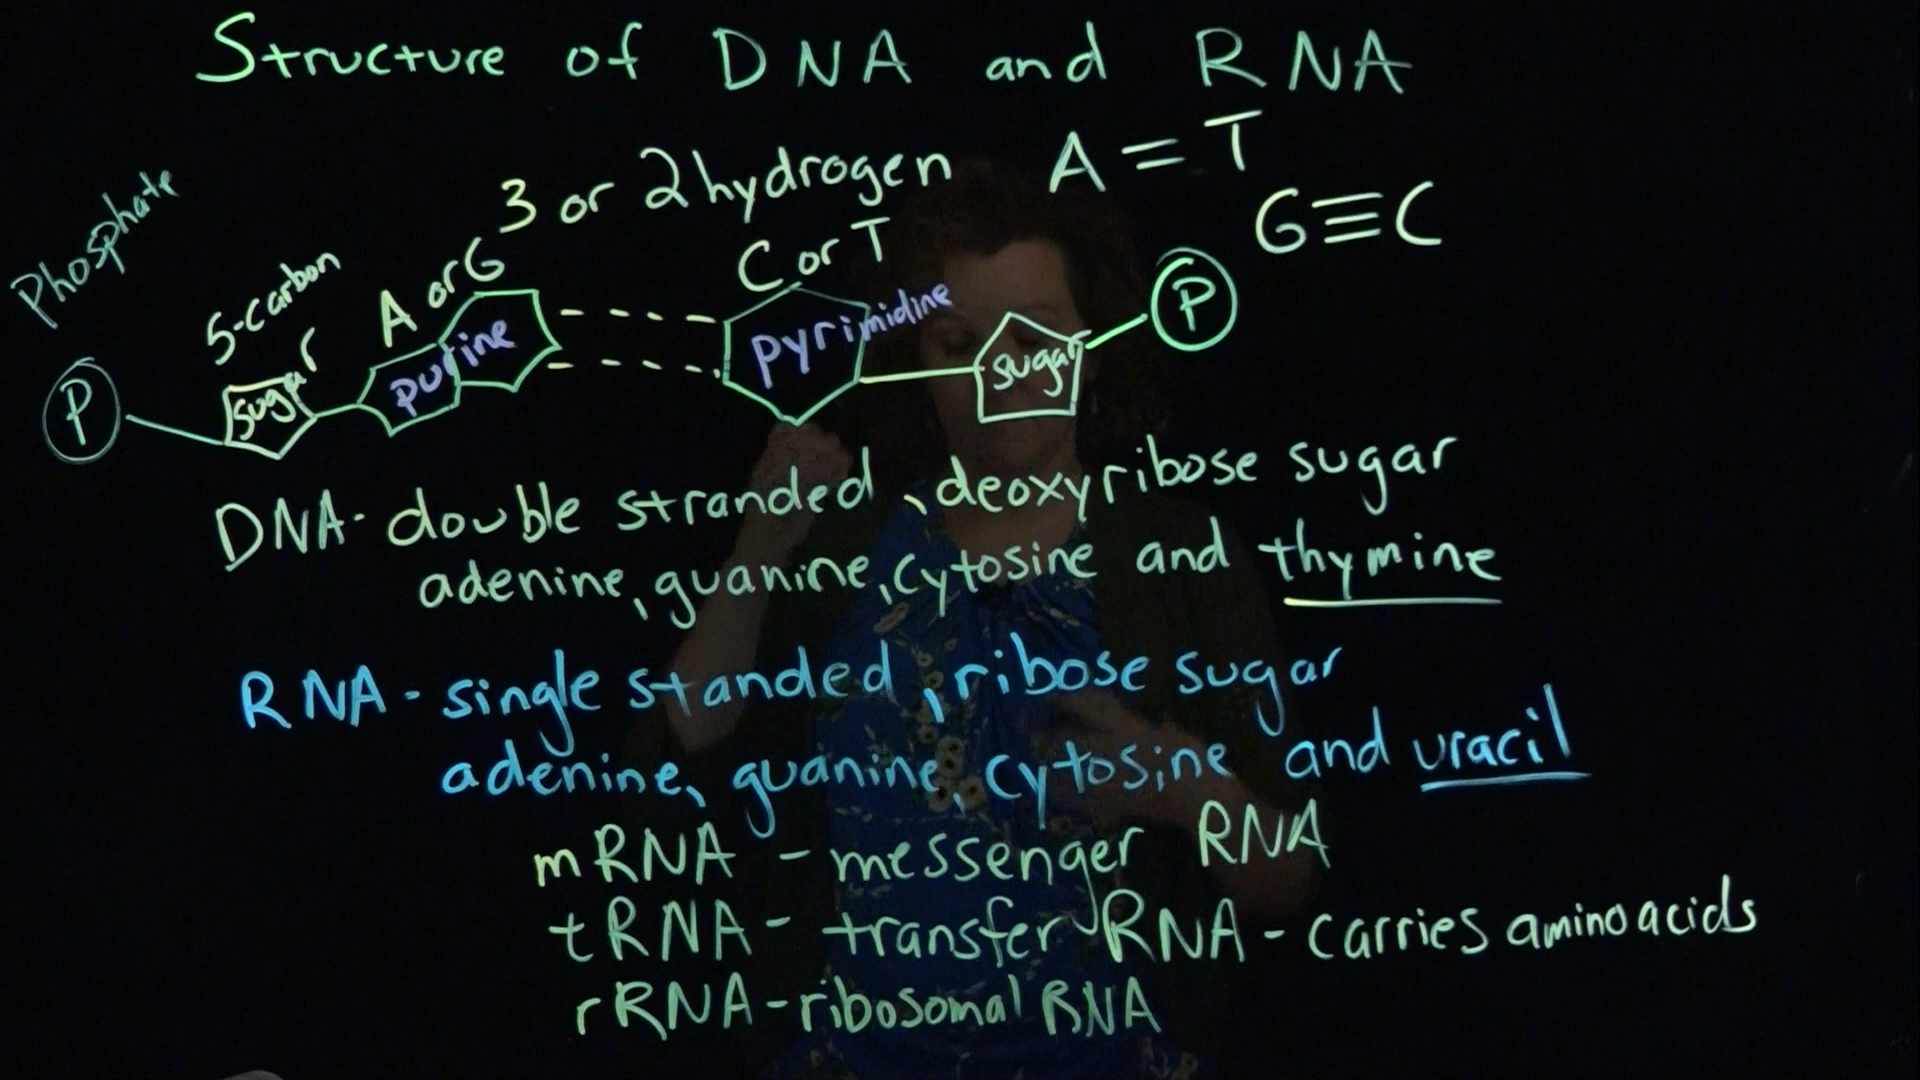 Structure of DNA and RNA
3 or 2 hydrogen
A = T
G≡C
Phosphate
5-carbon
A or G
C or T
P
sugar
purine
pyrimidine
sugar
P
DNA - double stranded, deoxyribose sugar
adenine, guanine, cytosine and thymine
RNA - single standed, ribose sugar
adenine, guanine, cytosine and uracil
mRNA - messenger RNA
tRNA - transfer RNA - carries amino acids
rRNA - ribosomal RNA